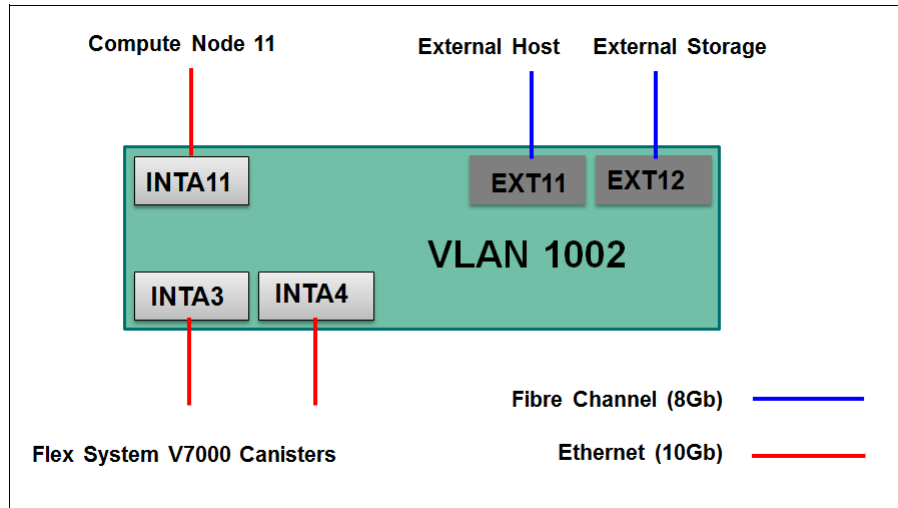 Compute Node 11
External Host
External Storage
INTA11
EXT11
EXT12
VLAN 1002
INTA3
INTA4
Fibre Channel (8Gb)
Flex System V7000 Canisters
Ethernet (10Gb)